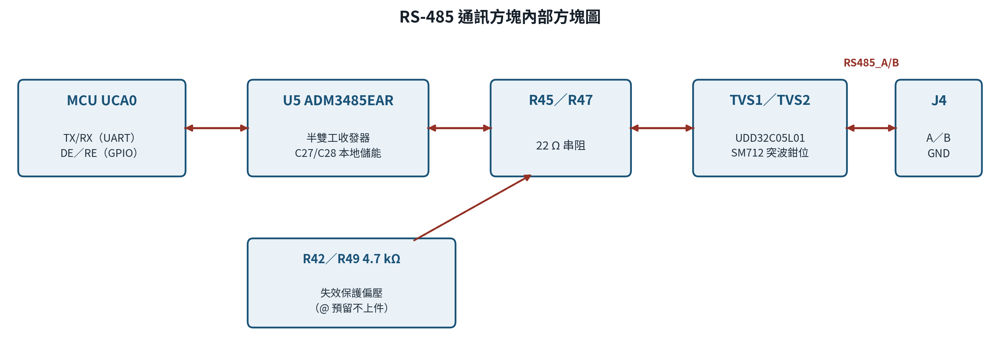 RS-485 通訊方塊內部方塊圖
RS485_A/B
MCU UCA0
TX/RX（UART）
DE／RE（GPIO）
U5 ADM3485EAR
半雙工收發器
C27/C28 本地儲能
R45／R47
22 Ω 串阻
TVS1／TVS2
UDD32C05L01
SM712 突波鉗位
J4
A／B
GND
R42／R49 4.7 kΩ
失效保護偏壓
（@ 預留不上件）